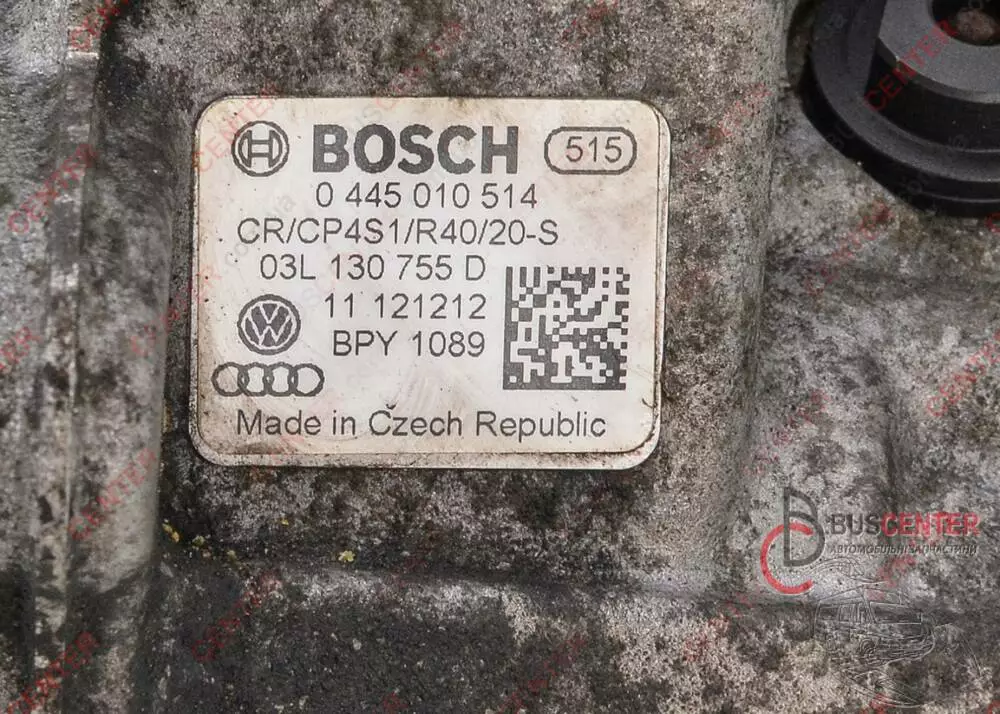 BOSCH 515
0 445 010 514
CR/CP4S1/R40/20-S
03L 130 755 D
11 121212
BPY 1089
Made in Czech Republic
BUSCENTER
АВТОМОБІЛЬНІ ЗАПЧАСТИНИ